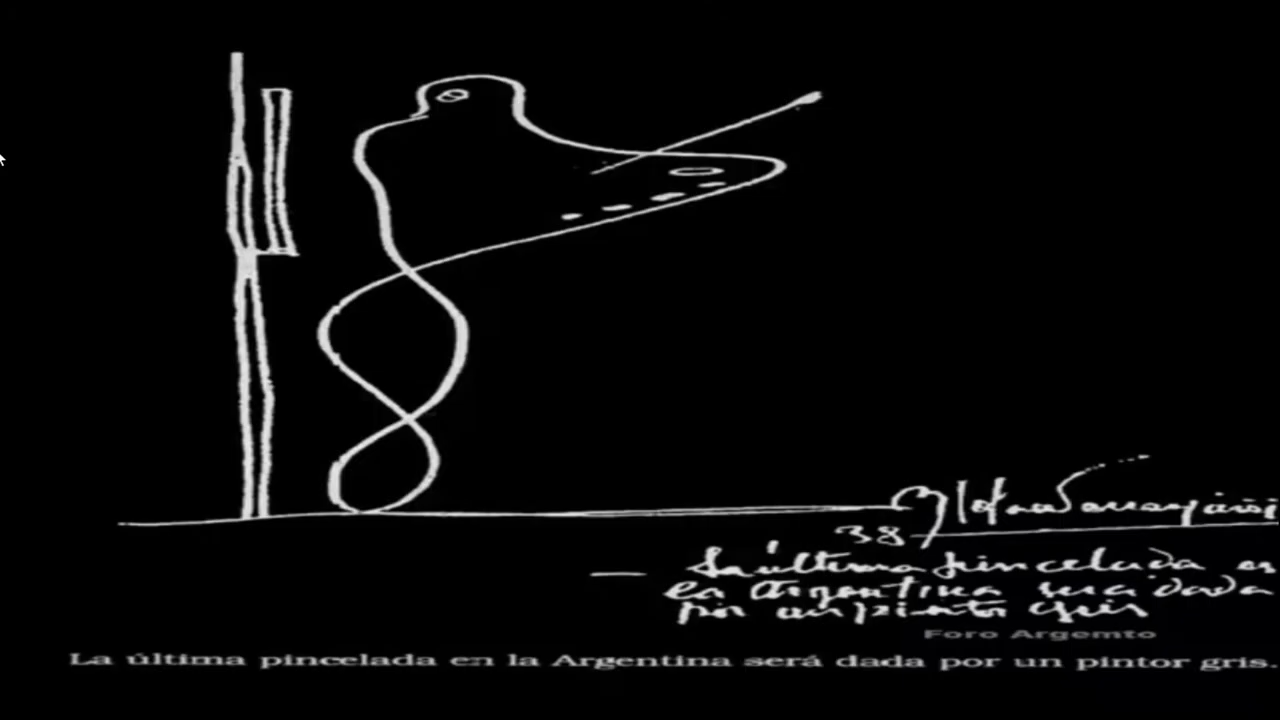 38
— La última pincelada en
la Argentina será dada
por un pintor gris
Foro Argemto
La última pincelada en la Argentina será dada por un pintor gris.